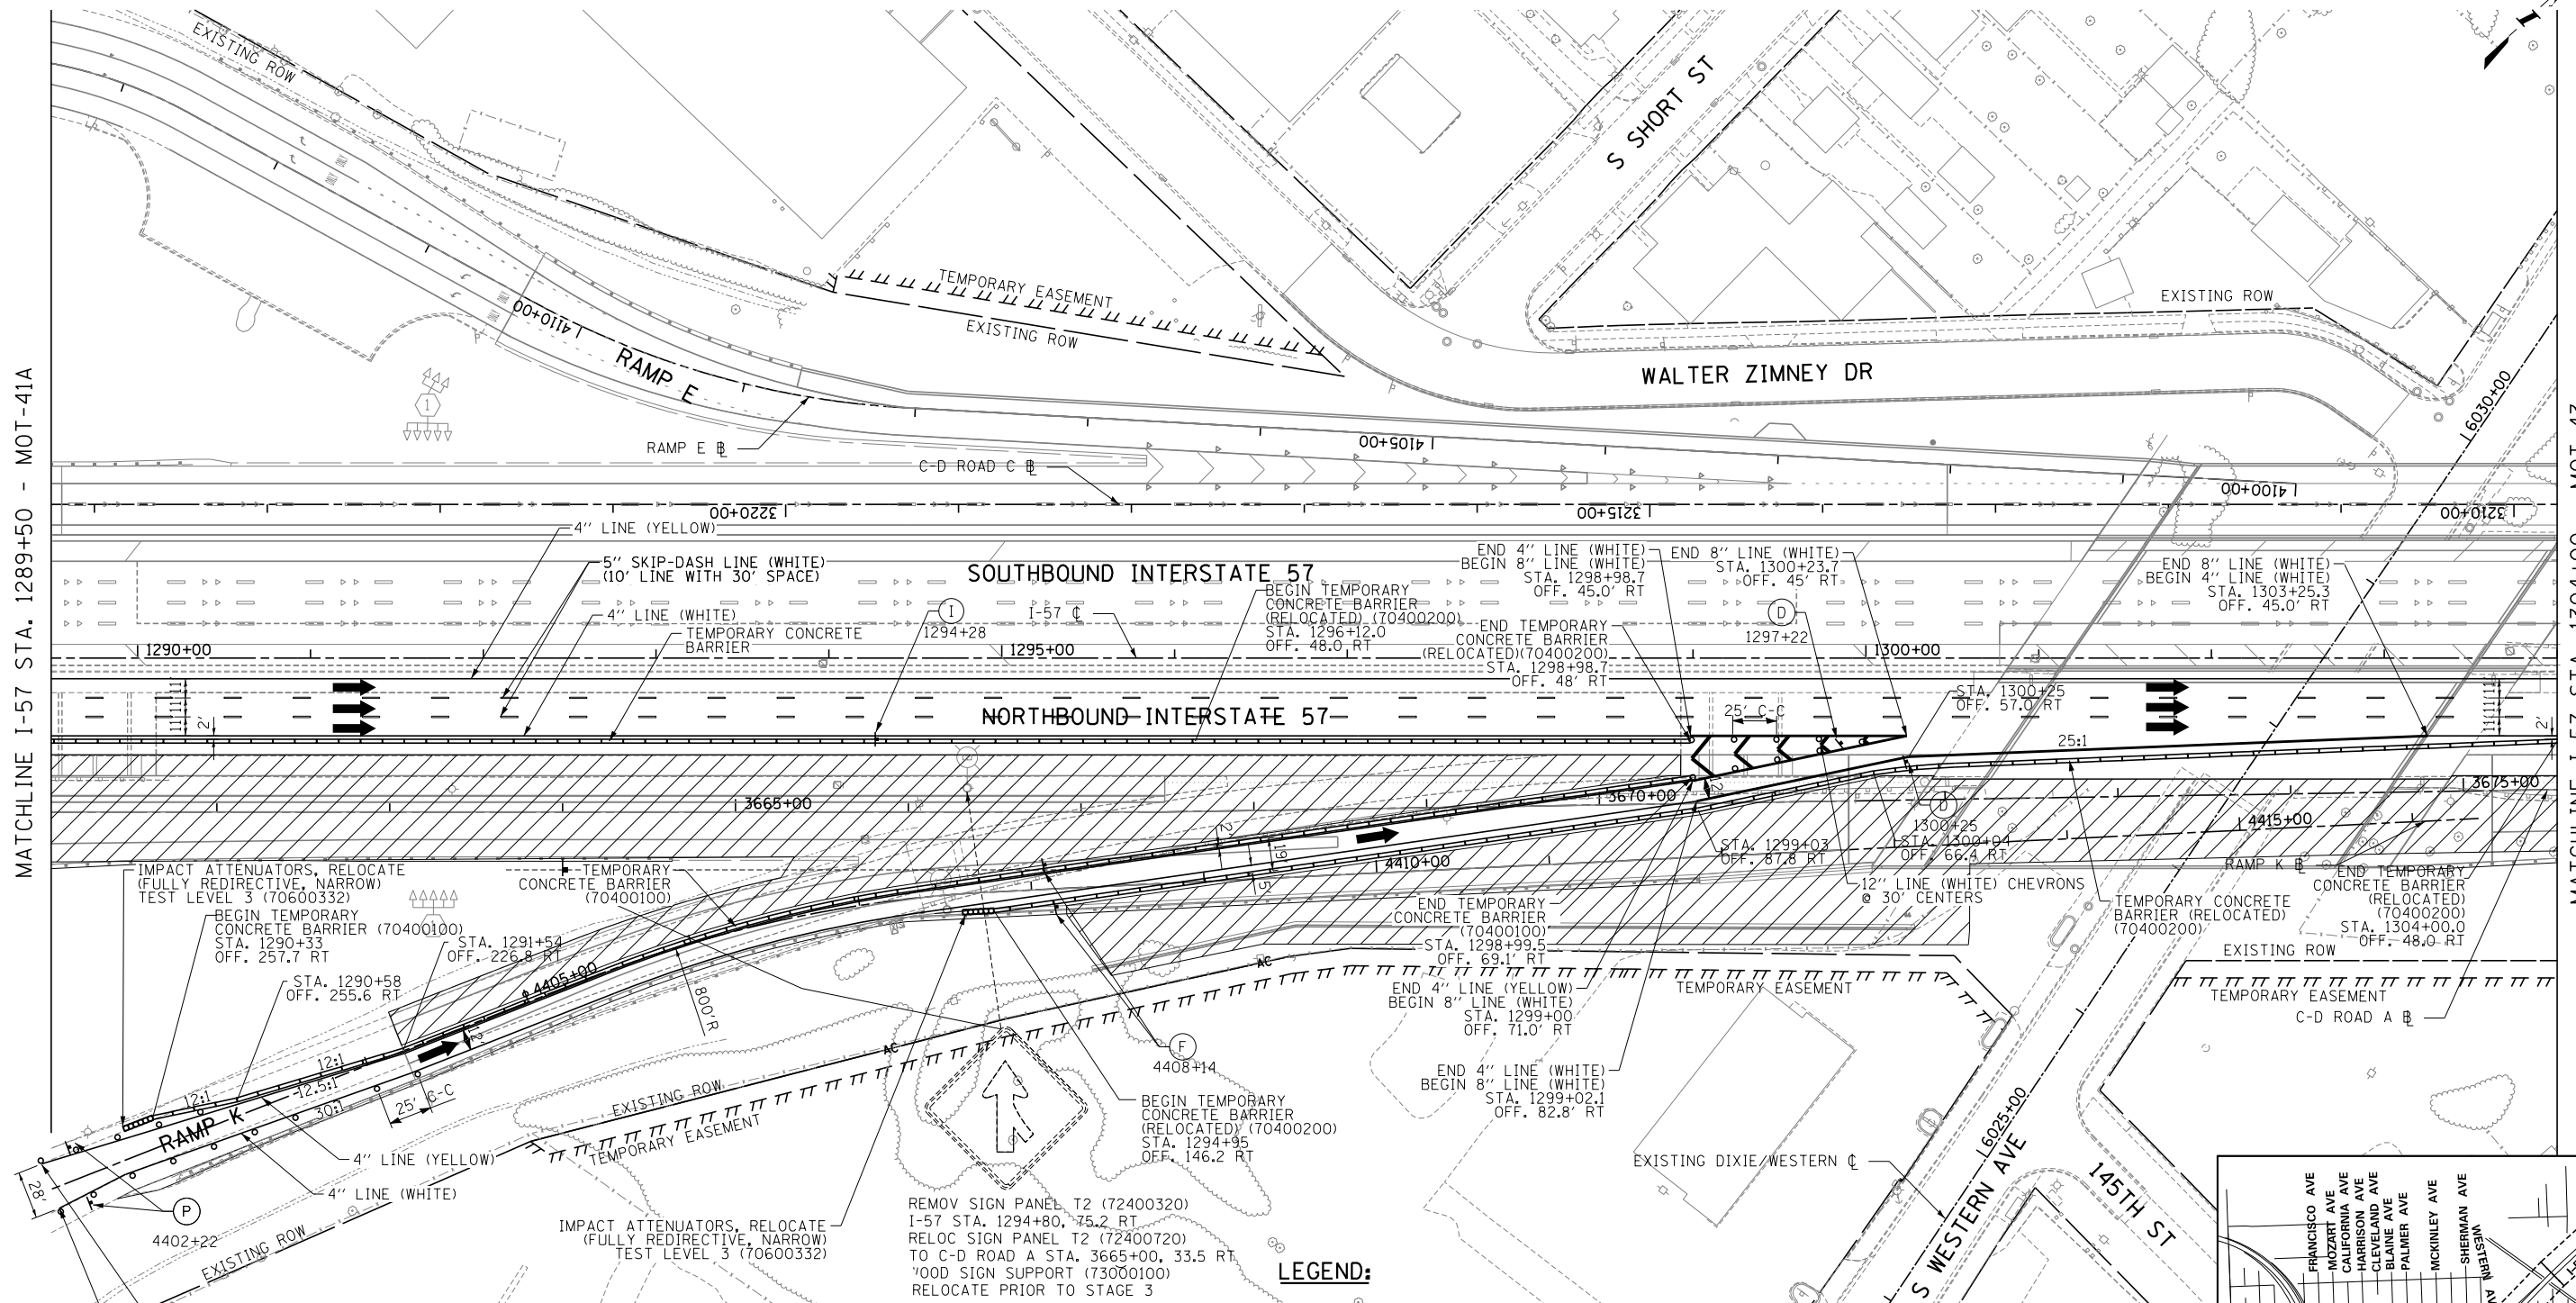 EXISTING ROW
S SHORT ST
TEMPORARY EASEMENT
EXISTING ROW
EXISTING ROW
WALTER ZIMNEY DR
4110+00
RAMP E
RAMP E ℄
C-D ROAD C ℄
4105+00
4100+00
6030+00
3220+00
3215+00
3210+00
MATCHLINE I-57 STA. 1289+50 - MOT-41A
4'' LINE (YELLOW)
5'' SKIP-DASH LINE (WHITE)
(10' LINE WITH 30' SPACE)
SOUTHBOUND INTERSTATE 57
4'' LINE (WHITE)
TEMPORARY CONCRETE
BARRIER
I
1294+28
I-57 ℄
BEGIN TEMPORARY
CONCRETE BARRIER
(RELOCATED) (70400200)
STA. 1296+12.0
OFF. 48.0 RT
END 4'' LINE (WHITE)
BEGIN 8'' LINE (WHITE)
STA. 1298+98.7
OFF. 45.0' RT
END TEMPORARY
CONCRETE BARRIER
(RELOCATED)(70400200)
STA. 1298+98.7
OFF. 48' RT
END 8'' LINE (WHITE)
STA. 1300+23.7
OFF. 45' RT
D
1297+22
END 8'' LINE (WHITE)
BEGIN 4'' LINE (WHITE)
STA. 1303+25.3
OFF. 45.0' RT
1290+00
1295+00
1300+00
11'
11'
11'
2'
NORTHBOUND INTERSTATE 57
25' C-C
STA. 1300+25
OFF. 57.0' RT
25:1
11'
11'
11'
2'
3665+00
3670+00
3675+00
4410+00
4415+00
2'
19'
5'
12'
STA. 1299+03
OFF. 87.8 RT
D
1300+25
STA. 1300+04
OFF. 66.4 RT
RAMP K ℄
12'' LINE (WHITE) CHEVRONS
@ 30' CENTERS
TEMPORARY CONCRETE
BARRIER (RELOCATED)
(70400200)
END TEMPORARY
CONCRETE BARRIER
(RELOCATED)
(70400200)
STA. 1304+00.0
OFF. 48.0 RT
IMPACT ATTENUATORS, RELOCATE
(FULLY REDIRECTIVE, NARROW)
TEST LEVEL 3 (70600332)
BEGIN TEMPORARY
CONCRETE BARRIER (70400100)
STA. 1290+33
OFF. 257.7 RT
STA. 1290+58
OFF. 255.6 RT
STA. 1291+54
OFF. 226.8 RT
TEMPORARY
CONCRETE BARRIER
(70400100)
4405+00
800'R
END TEMPORARY
CONCRETE BARRIER
(70400100)
STA. 1298+99.5
OFF. 69.1' RT
END 4'' LINE (YELLOW)
BEGIN 8'' LINE (WHITE)
STA. 1299+00
OFF. 71.0' RT
END 4'' LINE (WHITE)
BEGIN 8'' LINE (WHITE)
STA. 1299+02.1
OFF. 82.8' RT
TEMPORARY EASEMENT
EXISTING ROW
TEMPORARY EASEMENT
C-D ROAD A ℄
AC
AC
12'
12:1
12:1
12.5:1
30:1
25' C-C
RAMP K
28'
4'' LINE (YELLOW)
4'' LINE (WHITE)
P
4402+22
EXISTING ROW
EXISTING ROW
TEMPORARY EASEMENT
F
4408+14
BEGIN TEMPORARY
CONCRETE BARRIER
(RELOCATED) (70400200)
STA. 1294+95
OFF. 146.2 RT
IMPACT ATTENUATORS, RELOCATE
(FULLY REDIRECTIVE, NARROW)
TEST LEVEL 3 (70600332)
REMOV SIGN PANEL T2 (72400320)
I-57 STA. 1294+80, 75.2 RT
RELOC SIGN PANEL T2 (72400720)
TO C-D ROAD A STA. 3665+00, 33.5 RT
OOD SIGN SUPPORT (73000100)
RELOCATE PRIOR TO STAGE 3
LEGEND:
EXISTING DIXIE/WESTERN ℄
6025+00
S WESTERN AVE
145TH ST
FRANCISCO AVE
MOZART AVE
CALIFORNIA AVE
HARRISON AVE
CLEVELAND AVE
BLAINE AVE
PALMER AVE
MCKINLEY AVE
SHERMAN AVE
WESTERN AV